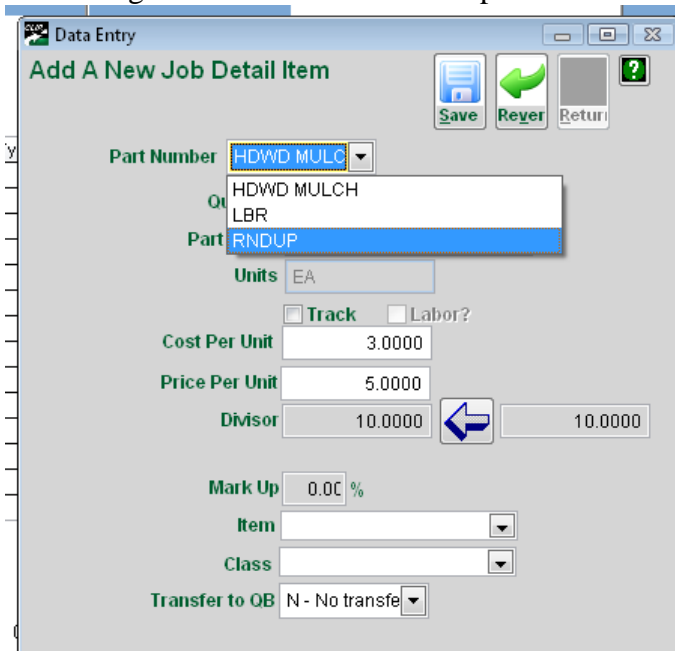 Data Entry
Add A New Job Detail Item
Save Rever Return
Part Number HDWD MULC
HDWD MULCH
LBR
RNDUP
Qu
Part
Units EA
Track Labor?
Cost Per Unit 3.0000
Price Per Unit 5.0000
Divisor 10.0000 10.0000
Mark Up 0.00 %
Item
Class
Transfer to QB N - No transfe